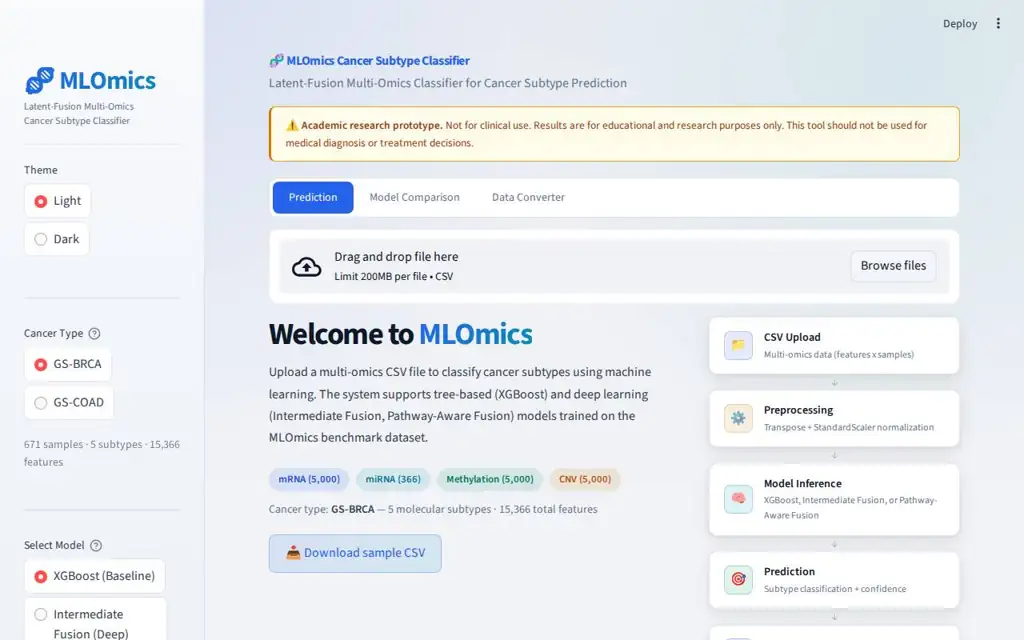 Deploy
MLOmics
Latent-Fusion Multi-Omics
Cancer Subtype Classifier
Theme
Light
Dark
Cancer Type
GS-BRCA
GS-COAD
671 samples · 5 subtypes · 15,366
features
Select Model
XGBoost (Baseline)
Intermediate
Fusion (Deep)
MLOmics Cancer Subtype Classifier
Latent-Fusion Multi-Omics Classifier for Cancer Subtype Prediction
⚠️ Academic research prototype. Not for clinical use. Results are for educational and research purposes only. This tool should not be used for
medical diagnosis or treatment decisions.
Prediction
Model Comparison
Data Converter
Drag and drop file here
Limit 200MB per file • CSV
Browse files
Welcome to MLOmics
Upload a multi-omics CSV file to classify cancer subtypes using machine
learning. The system supports tree-based (XGBoost) and deep learning
(Intermediate Fusion, Pathway-Aware Fusion) models trained on the
MLOmics benchmark dataset.
mRNA (5,000)
miRNA (366)
Methylation (5,000)
CNV (5,000)
Cancer type: GS-BRCA — 5 molecular subtypes · 15,366 total features
Download sample CSV
CSV Upload
Multi-omics data (features x samples)
↓
Preprocessing
Transpose + StandardScaler normalization
↓
Model Inference
XGBoost, Intermediate Fusion, or Pathway-
Aware Fusion
↓
Prediction
Subtype classification + confidence
↓